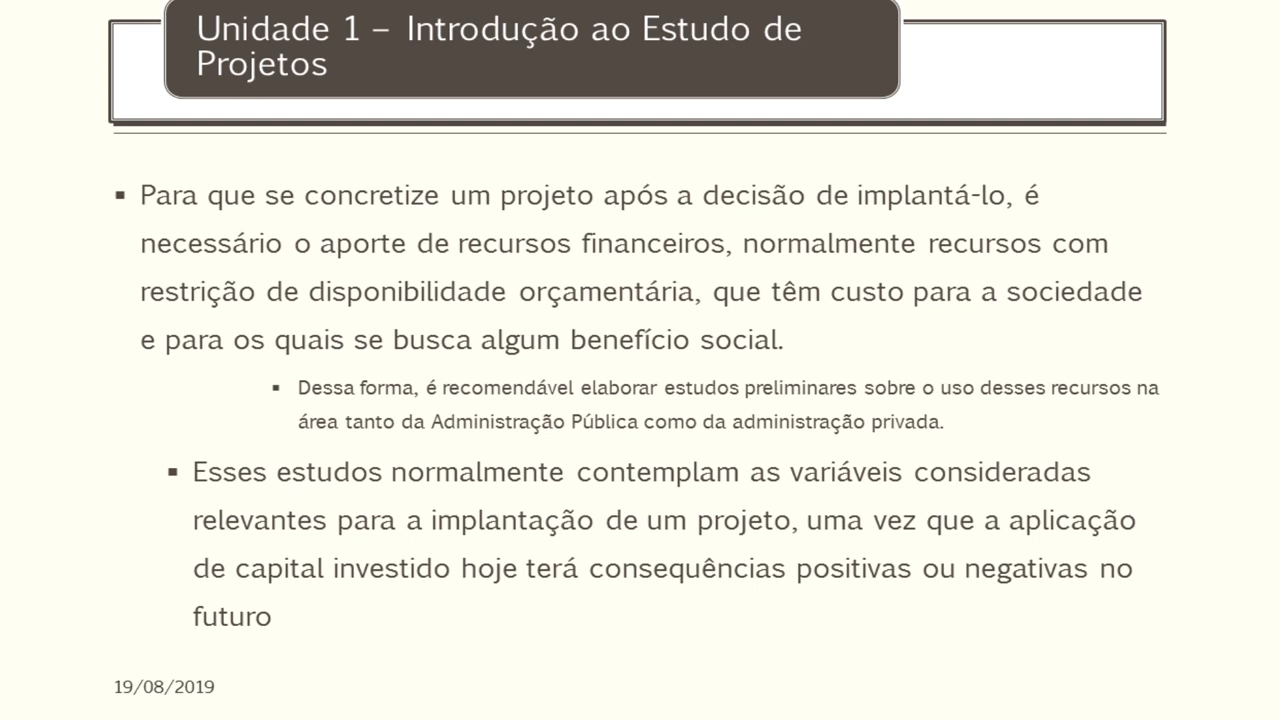 Unidade 1 – Introdução ao Estudo de
Projetos
▪ Para que se concretize um projeto após a decisão de implantá-lo, é
necessário o aporte de recursos financeiros, normalmente recursos com
restrição de disponibilidade orçamentária, que têm custo para a sociedade
e para os quais se busca algum benefício social.
▪ Dessa forma, é recomendável elaborar estudos preliminares sobre o uso desses recursos na
área tanto da Administração Pública como da administração privada.
▪ Esses estudos normalmente contemplam as variáveis consideradas
relevantes para a implantação de um projeto, uma vez que a aplicação
de capital investido hoje terá consequências positivas ou negativas no
futuro
19/08/2019